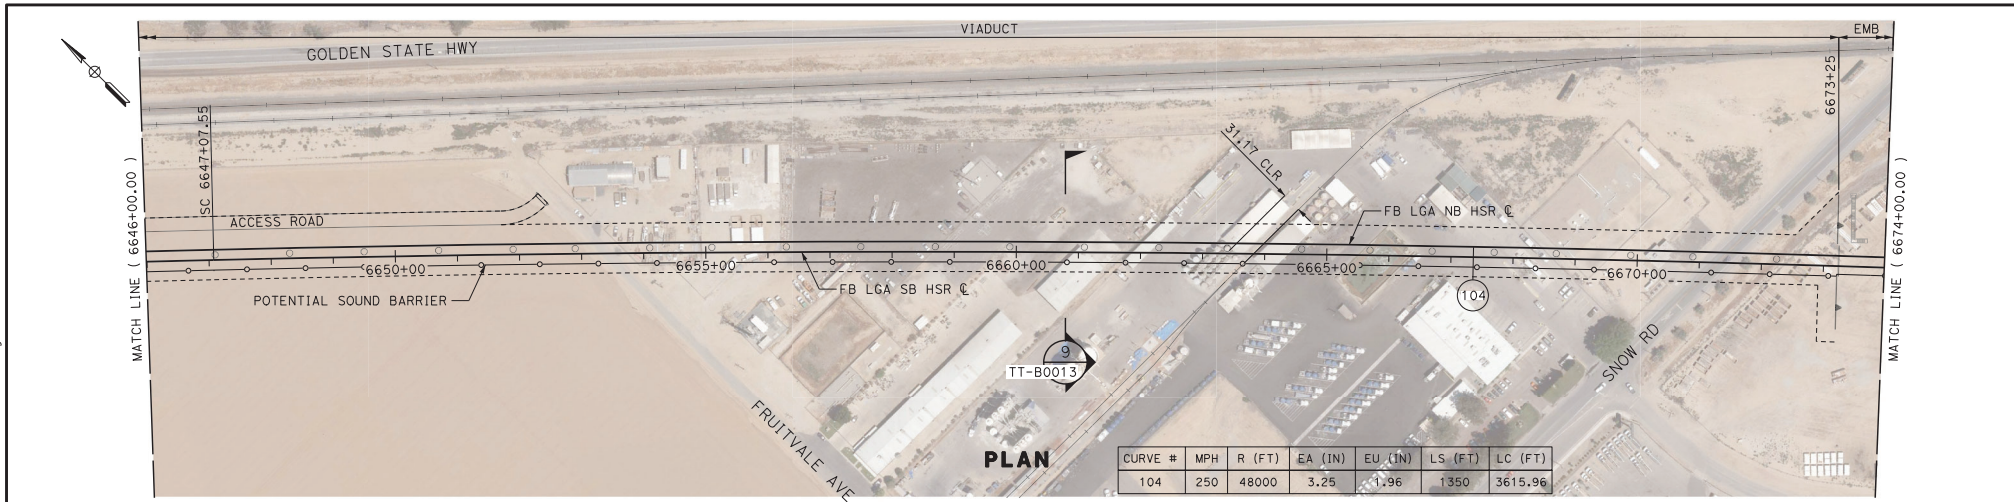 VIADUCT
EMB
GOLDEN STATE HWY
6673+25
SC 6647+07.55
MATCH LINE ( 6646+00.00 )
31.17 CLR
MATCH LINE ( 6674+00.00 )
ACCESS ROAD
FB LGA NB HSR ℄
6650+00
6655+00
6660+00
6665+00
6670+00
POTENTIAL SOUND BARRIER
FB LGA SB HSR ℄
104
9
TT-B0013
SNOW RD
FRUITVALE AVE
PLAN
CURVE # MPH R (FT) EA (IN) EU (IN) LS (FT) LC (FT)
104 250 48000 3.25 1.96 1350 3615.96